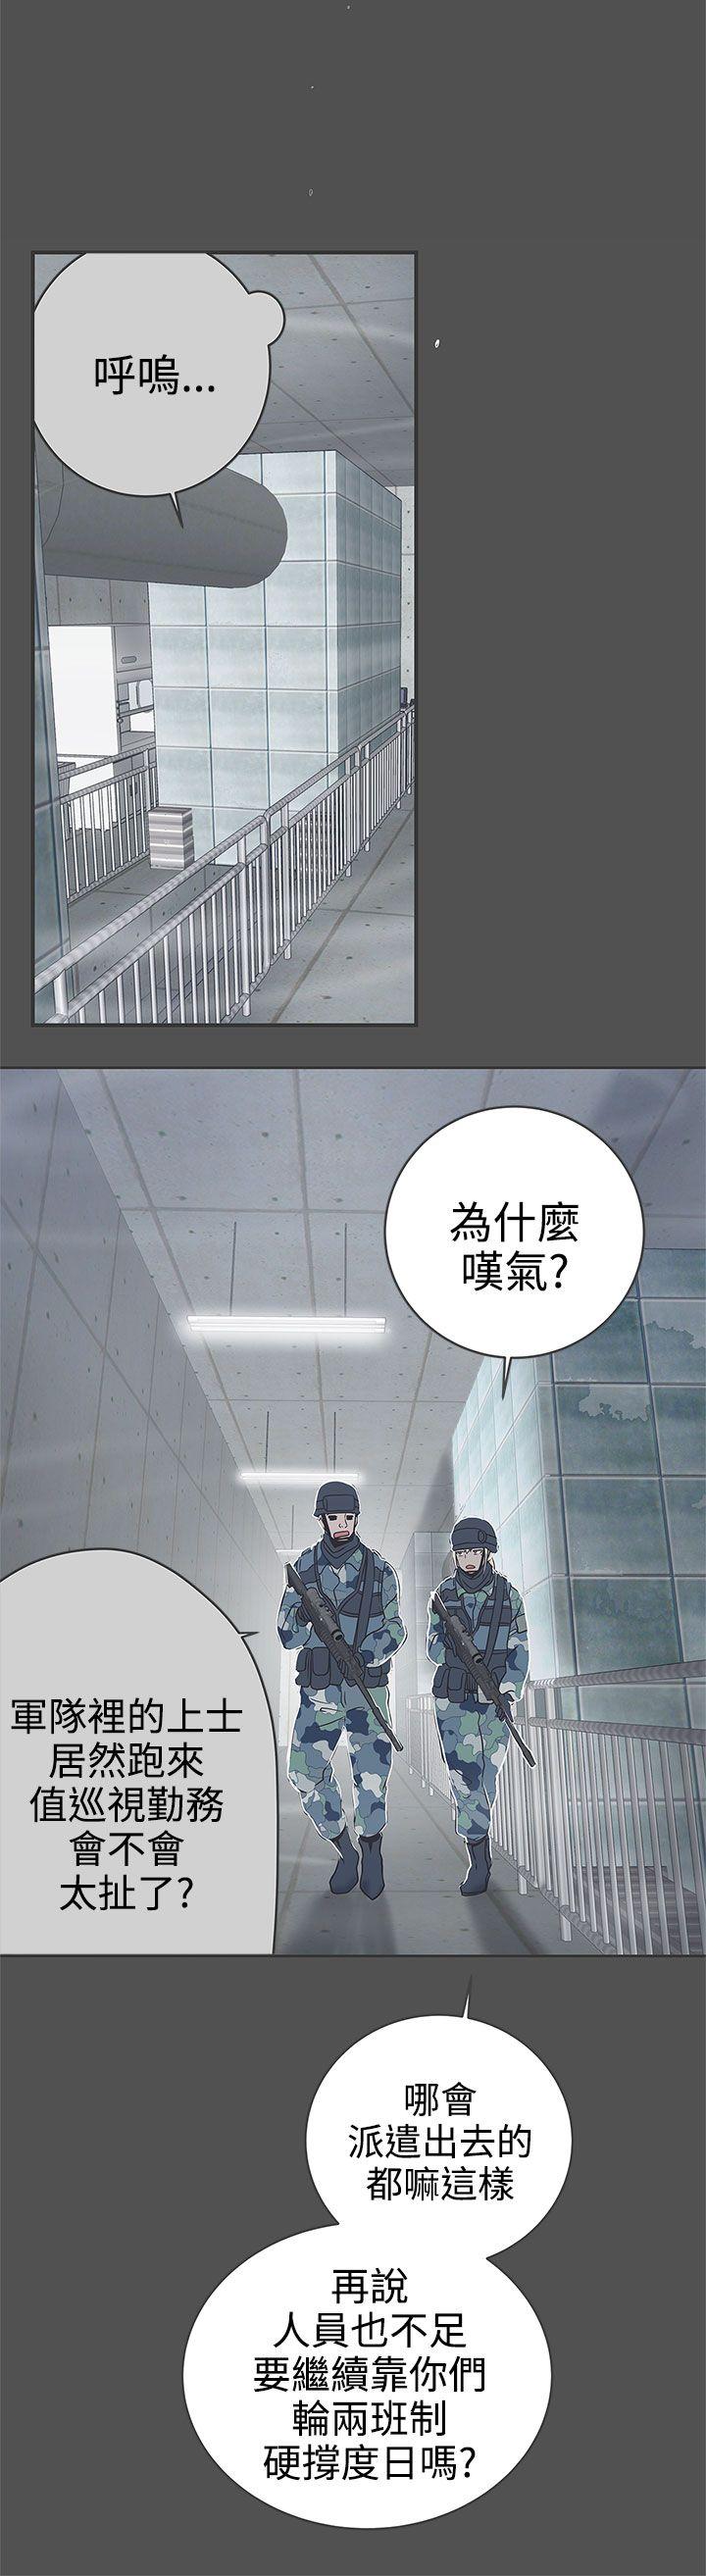 呼嗚...
為什麼
嘆氣?
軍隊裡的上士
居然跑來
值巡視勤務
會不會
太扯了?
哪會
派遣出去的
都嘛這樣
再說
人員也不足
要繼續靠你們
輪兩班制
硬撐度日嗎?